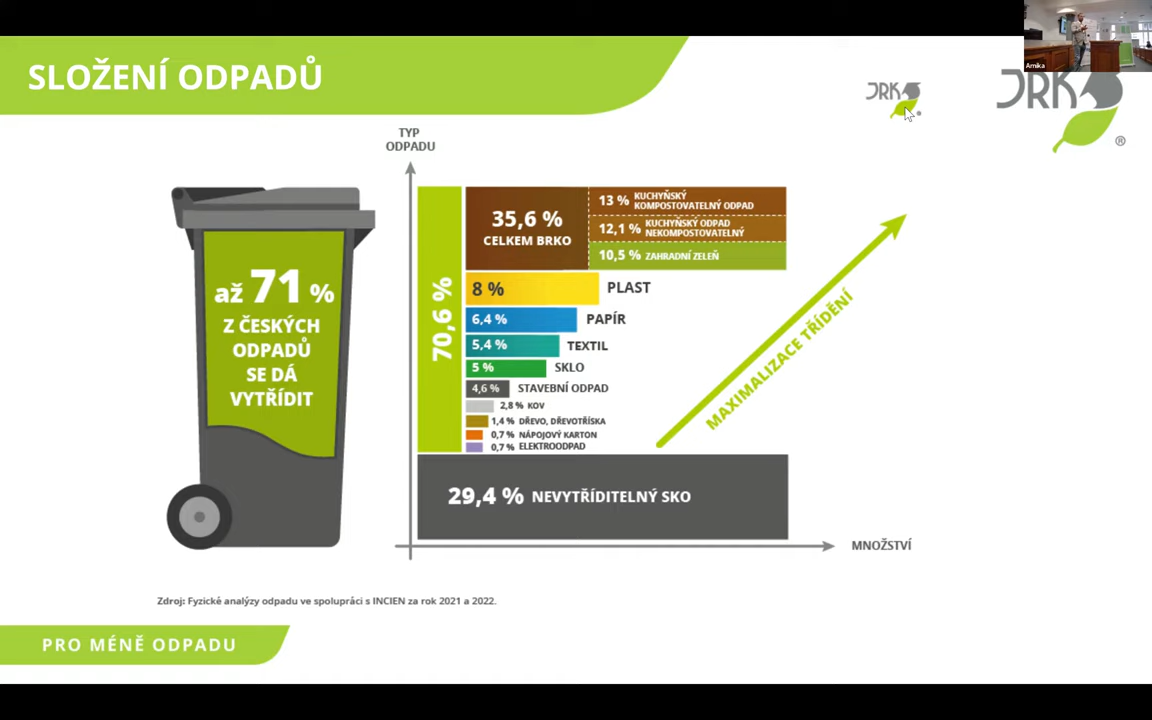 Arnika
SLOŽENÍ ODPADŮ
JRK
JRK
®
TYP
ODPADU
až 71 %
Z ČESKÝCH
ODPADŮ
SE DÁ
VYTŘÍDIT
70,6 %
35,6 %
CELKEM BRKO
13 % KUCHYŇSKÝ
KOMPOSTOVATELNÝ ODPAD
12,1 % KUCHYŇSKÝ ODPAD
NEKOMPOSTOVATELNÝ
10,5 % ZAHRADNÍ ZELEŇ
8 % PLAST
6,4 % PAPÍR
5,4 % TEXTIL
5 % SKLO
4,6 % STAVEBNÍ ODPAD
2,8 % KOV
1,4 % DŘEVO, DŘEVOTŘÍSKA
0,7 % NÁPOJOVÝ KARTON
0,7 % ELEKTROODPAD
MAXIMALIZACE TŘÍDĚNÍ
29,4 % NEVYTŘÍDITELNÝ SKO
MNOŽSTVÍ
Zdroj: Fyzické analýzy odpadu ve spolupráci s INCIEN za rok 2021 a 2022.
PRO MÉNĚ ODPADU